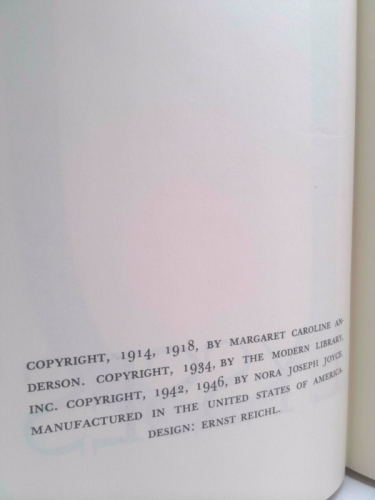 COPYRIGHT, 1914, 1918, BY MARGARET CAROLINE AN-
DERSON. COPYRIGHT, 1934, BY THE MODERN LIBRARY,
INC. COPYRIGHT, 1942, 1946, BY NORA JOSEPH JOYCE.
MANUFACTURED IN THE UNITED STATES OF AMERICA.
DESIGN: ERNST REICHL.